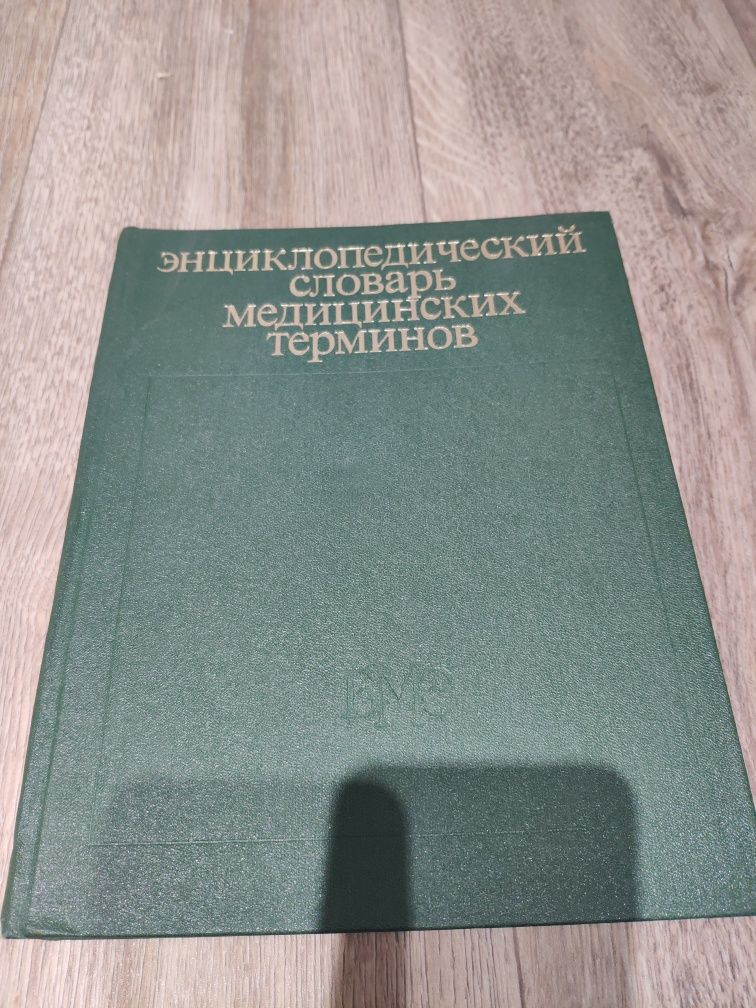 энциклопедический
словарь
медицинских
терминов
БМЭ